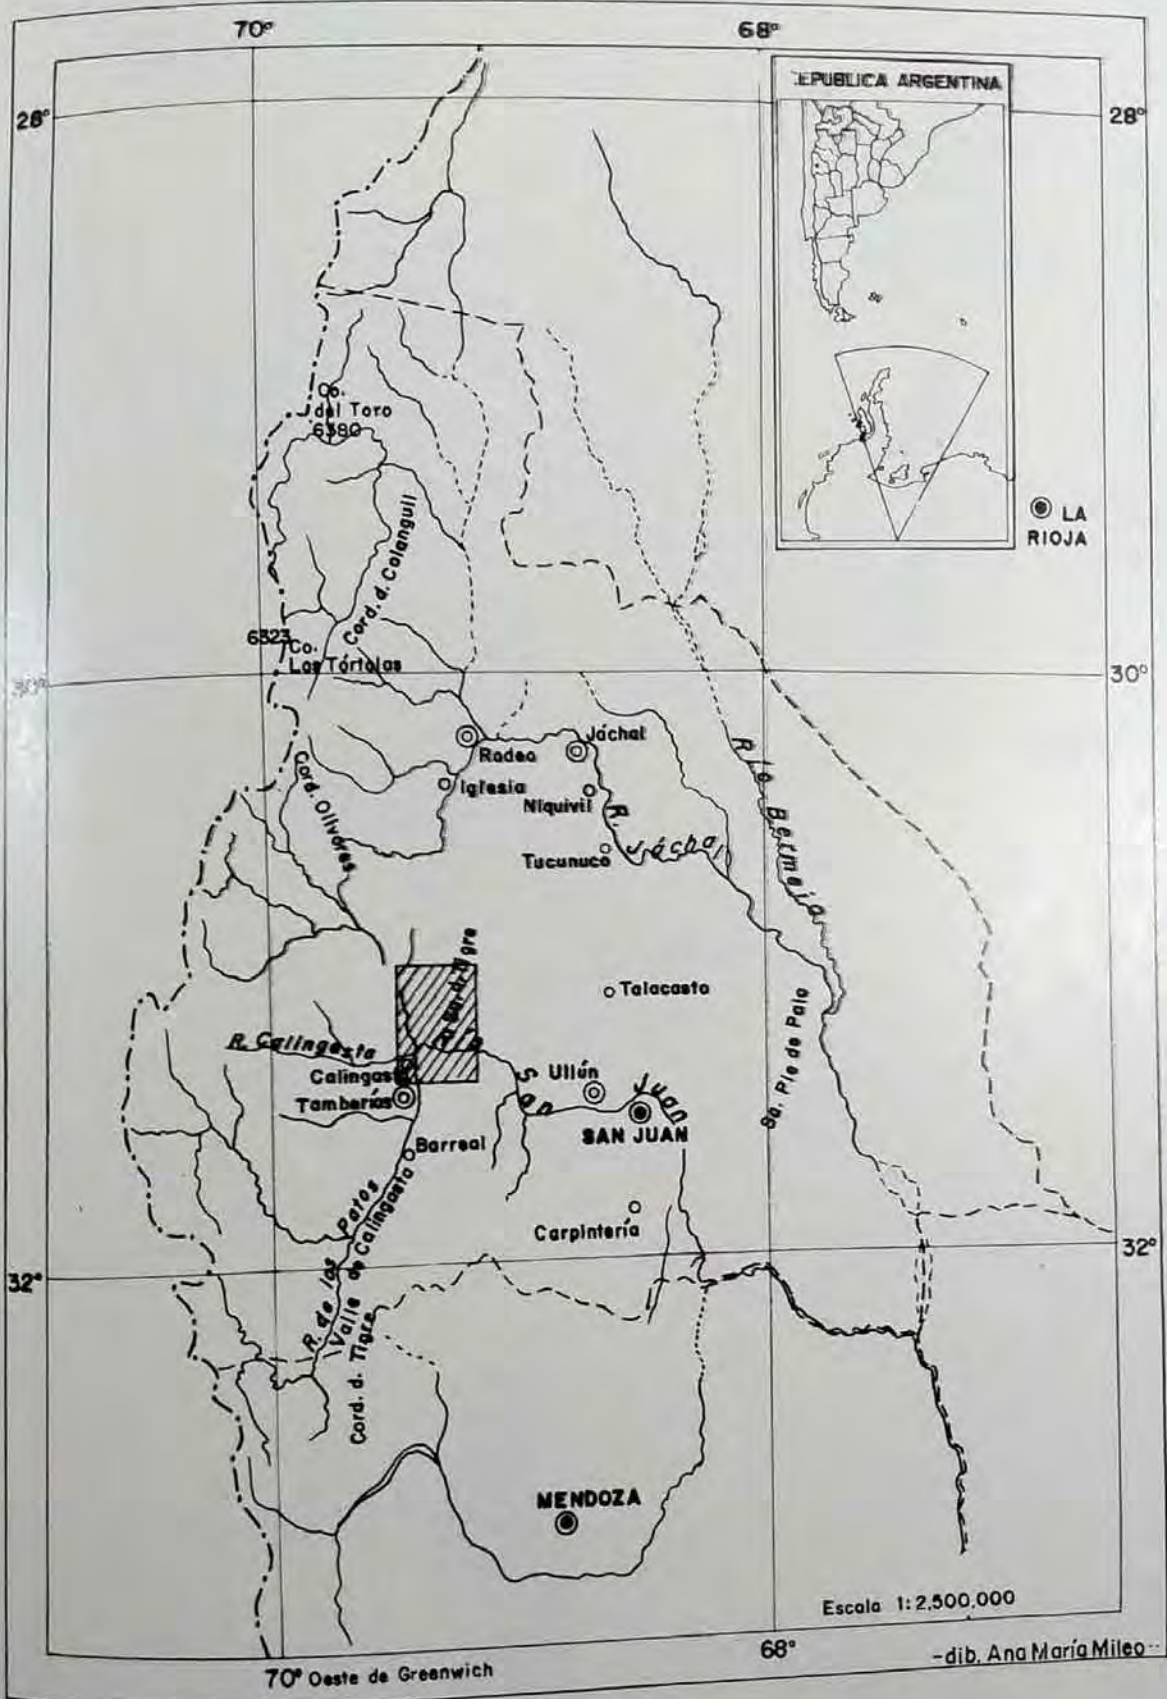 70°
68°
28°
28°
EPUBLICA ARGENTINA
Co.
del Toro
6380
LA
RIOJA
Cord. d. Colanguil
6323
Co.
Las Tórtolas
30°
30°
Rodeo
Jáchal
Iglesia
Niquivil
Cord. Olivares
R. Jáchal
Tucunuco
Río Bermejo
Talacasto
Sa. Pie de Palo
R. Calingasta
Calingas
Tamberías
Río San Juan
Ullún
SAN JUAN
Barreal
Carpintería
R. de los Patos
Valle de Calingasta
Cord. d. Tigre
32°
32°
MENDOZA
Escala 1:2,500,000
70° Oeste de Greenwich
68°
-dib. Ana María Mileo-